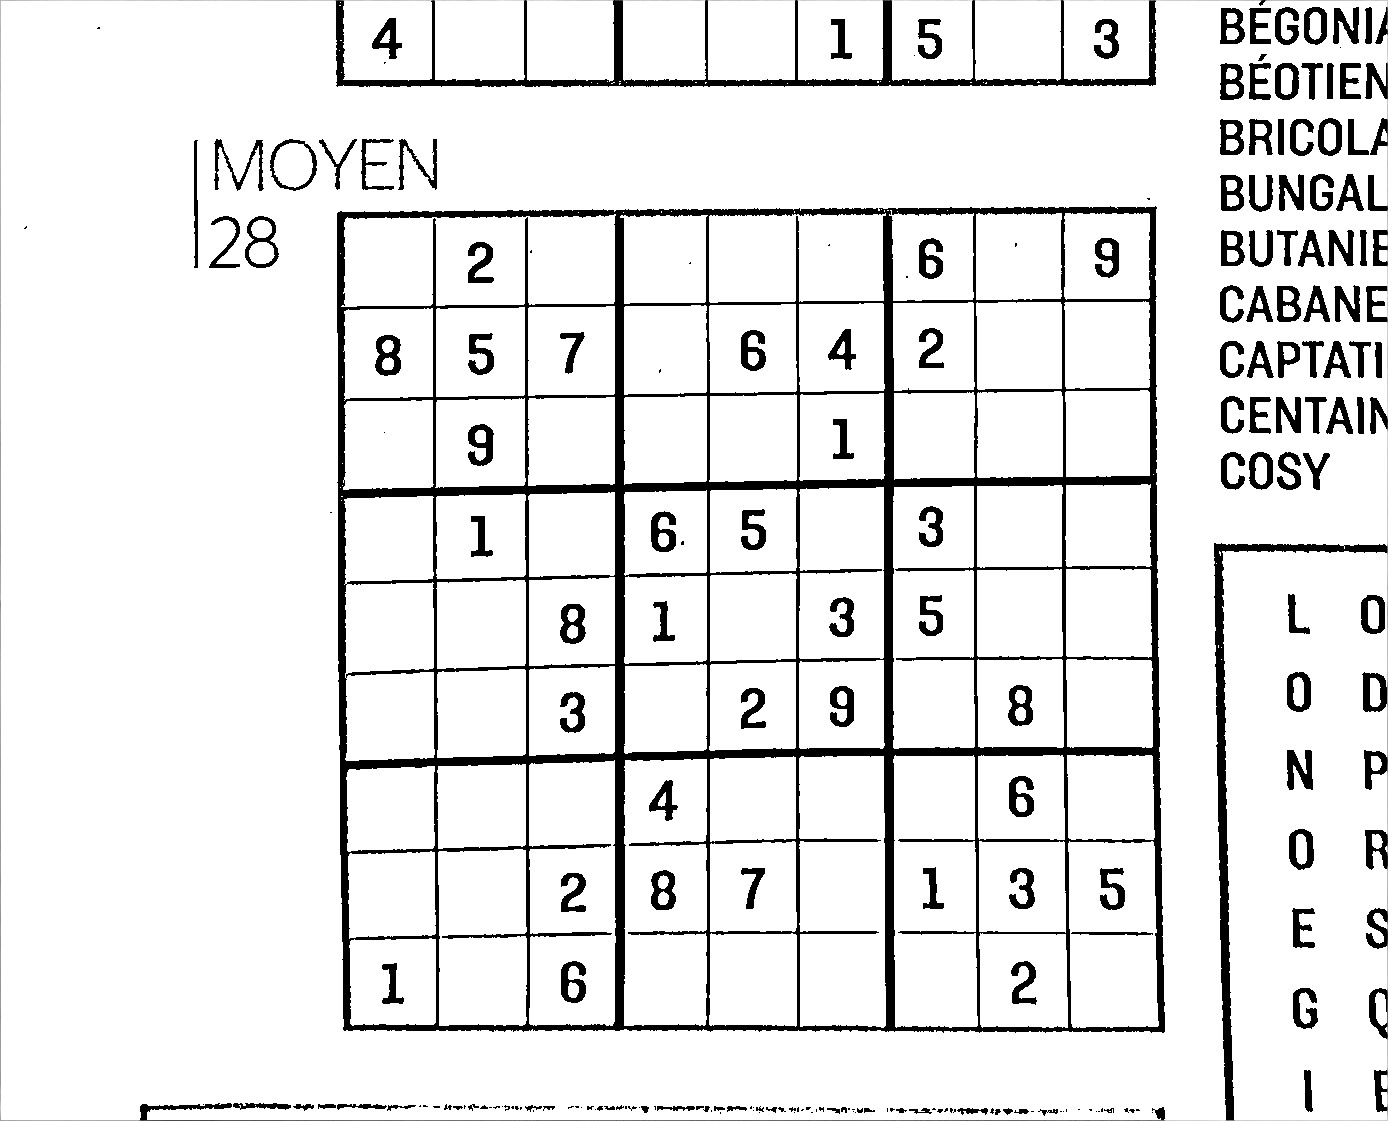 4 1 5 3
MOYEN
28
2 6 9
8 5 7 6 4 2
9 1
1 6 5 3
8 1 3 5
3 2 9 8
4 6
2 8 7 1 3 5
1 6 2
BÉGONIA
BÉOTIEN
BRICOLA
BUNGAL
BUTANIE
CABANE
CAPTATI
CENTAIN
COSY
L O
O D
N P
O R
E S
G Q
I E